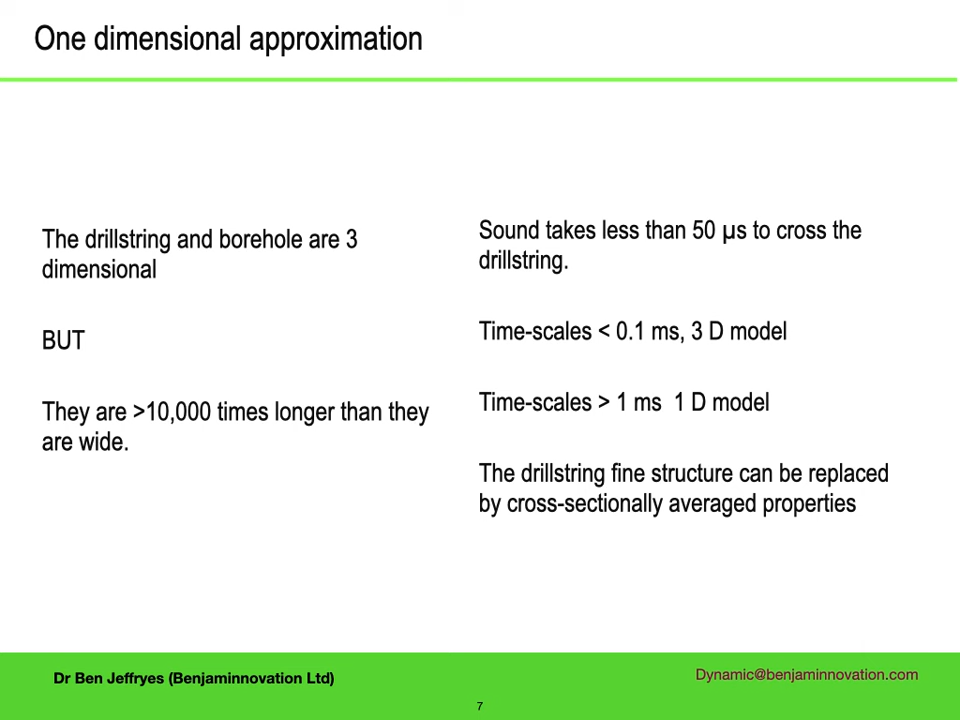 One dimensional approximation
The drillstring and borehole are 3
dimensional
BUT
They are >10,000 times longer than they
are wide.
Sound takes less than 50 µs to cross the
drillstring.
Time-scales < 0.1 ms, 3 D model
Time-scales > 1 ms  1 D model
The drillstring fine structure can be replaced
by cross-sectionally averaged properties
Dr Ben Jeffryes (Benjaminnovation Ltd)
Dynamic@benjaminnovation.com
7